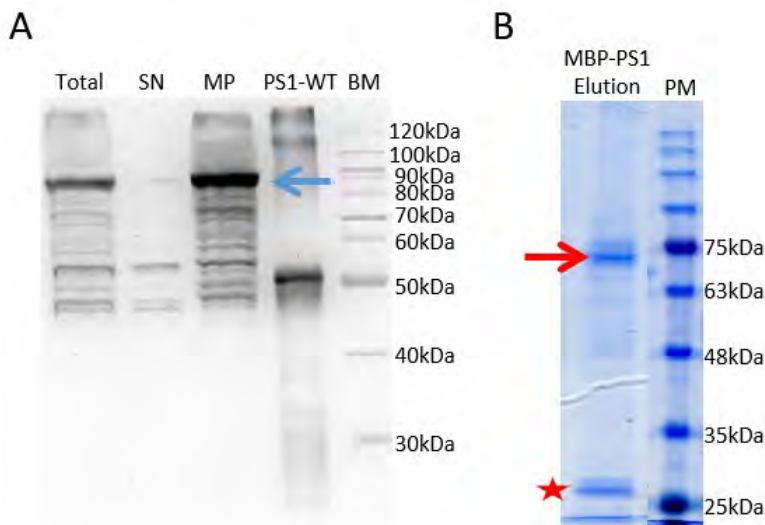 A
Total SN MP PS1-WT BM
120kDa
100kDa
90kDa
80kDa
70kDa
60kDa
50kDa
40kDa
30kDa
B
MBP-PS1
Elution PM
75kDa
63kDa
48kDa
35kDa
25kDa